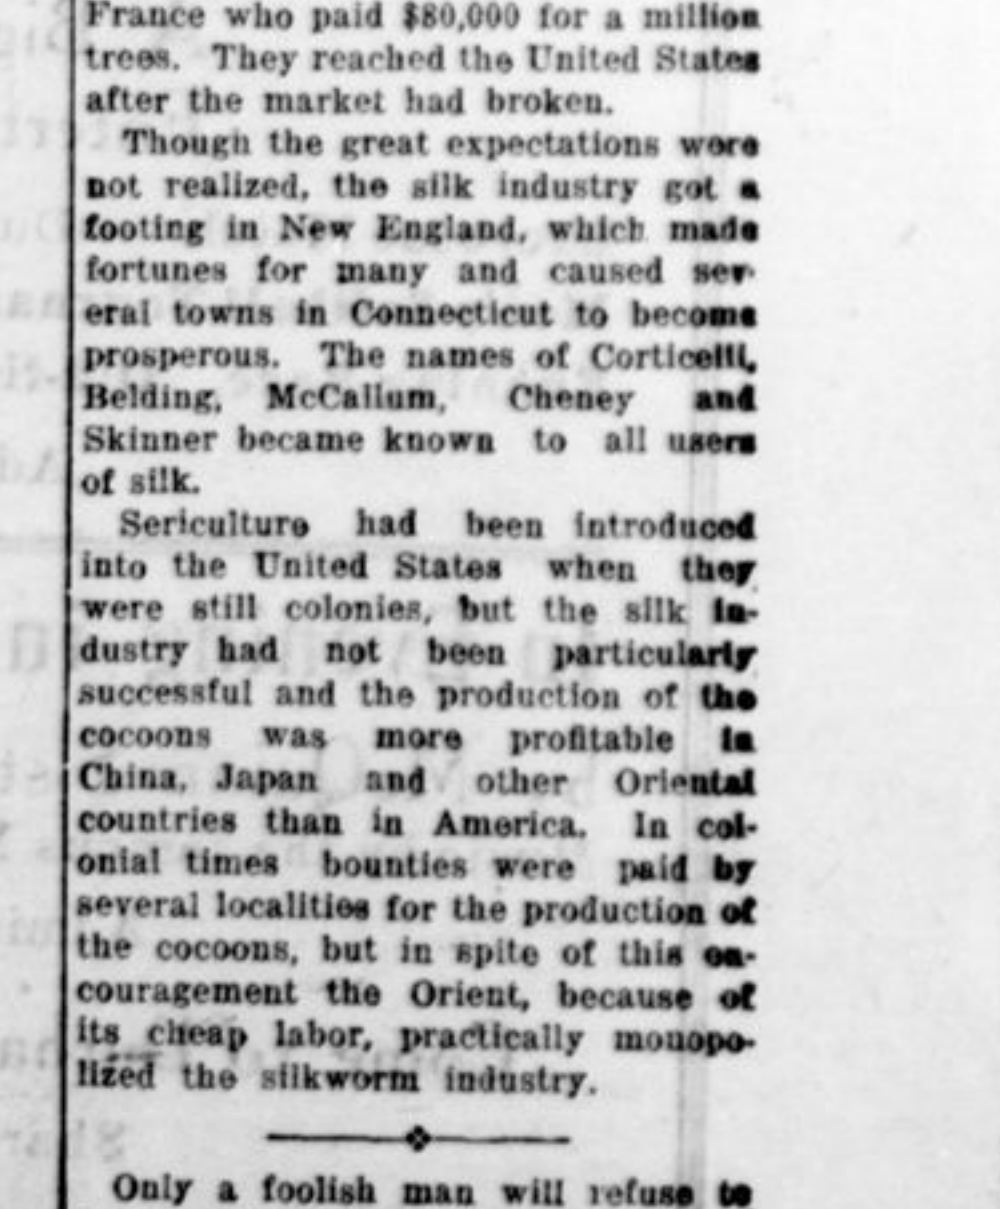 France who paid $80,000 for a million
trees. They reached the United States
after the market had broken.
Though the great expectations were
not realized, the silk industry got a
footing in New England, which made
fortunes for many and caused sev-
eral towns in Connecticut to become
prosperous. The names of Corticelli,
Belding, McCallum, Cheney and
Skinner became known to all users
of silk.
Sericulture had been introduced
into the United States when they
were still colonies, but the silk in-
dustry had not been particularly
successful and the production of the
cocoons was more profitable in
China, Japan and other Oriental
countries than in America. In col-
onial times bounties were paid by
several localities for the production of
the cocoons, but in spite of this en-
couragement the Orient, because of
its cheap labor, practically monopo-
lized the silkworm industry.
Only a foolish man will refuse to